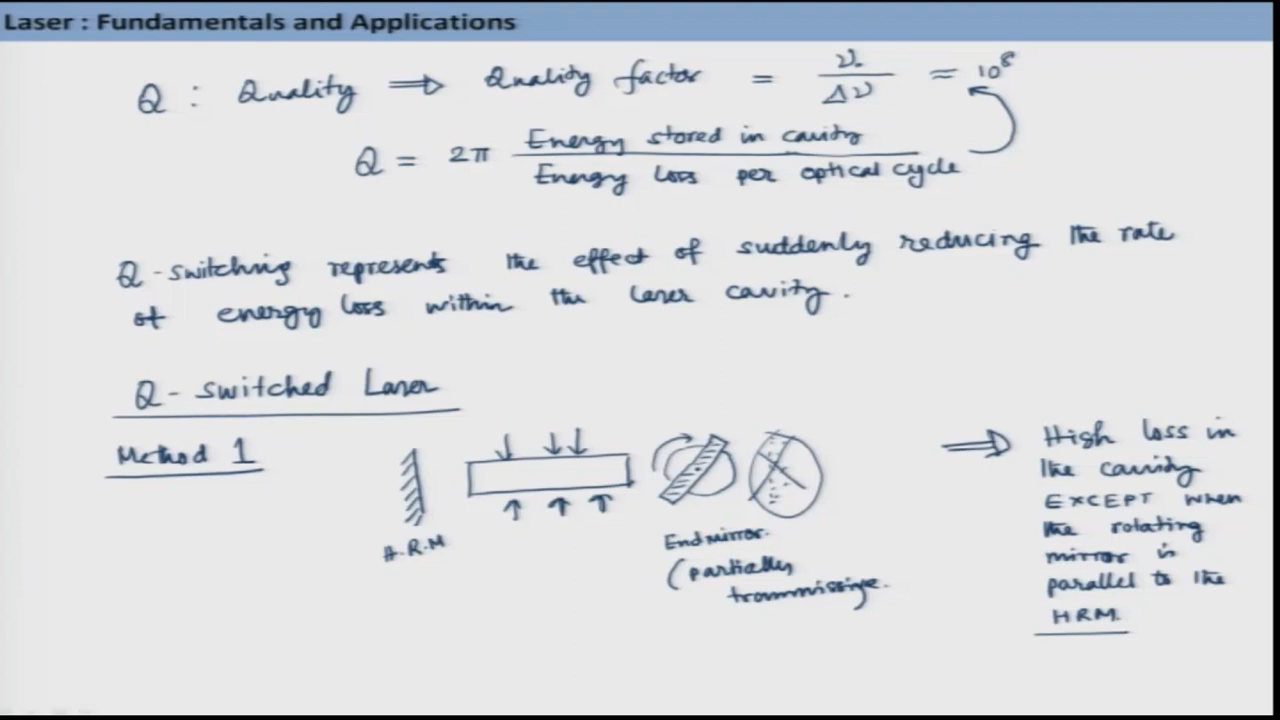 Laser : Fundamentals and Applications
Q : Quality ⟹ Quality factor = ν / Δν = 10⁸
Q = 2π Energy stored in cavity / Energy loss per optical cycle
Q-switching represents the effect of suddenly reducing the rate
of energy loss within the laser cavity.
Q-switched Laser
Method 1
H.R.M
End mirror.
(partially
transmissive.
⟹ High loss in
the cavity
EXCEPT when
the rotating
mirror is
parallel to the
HRM.